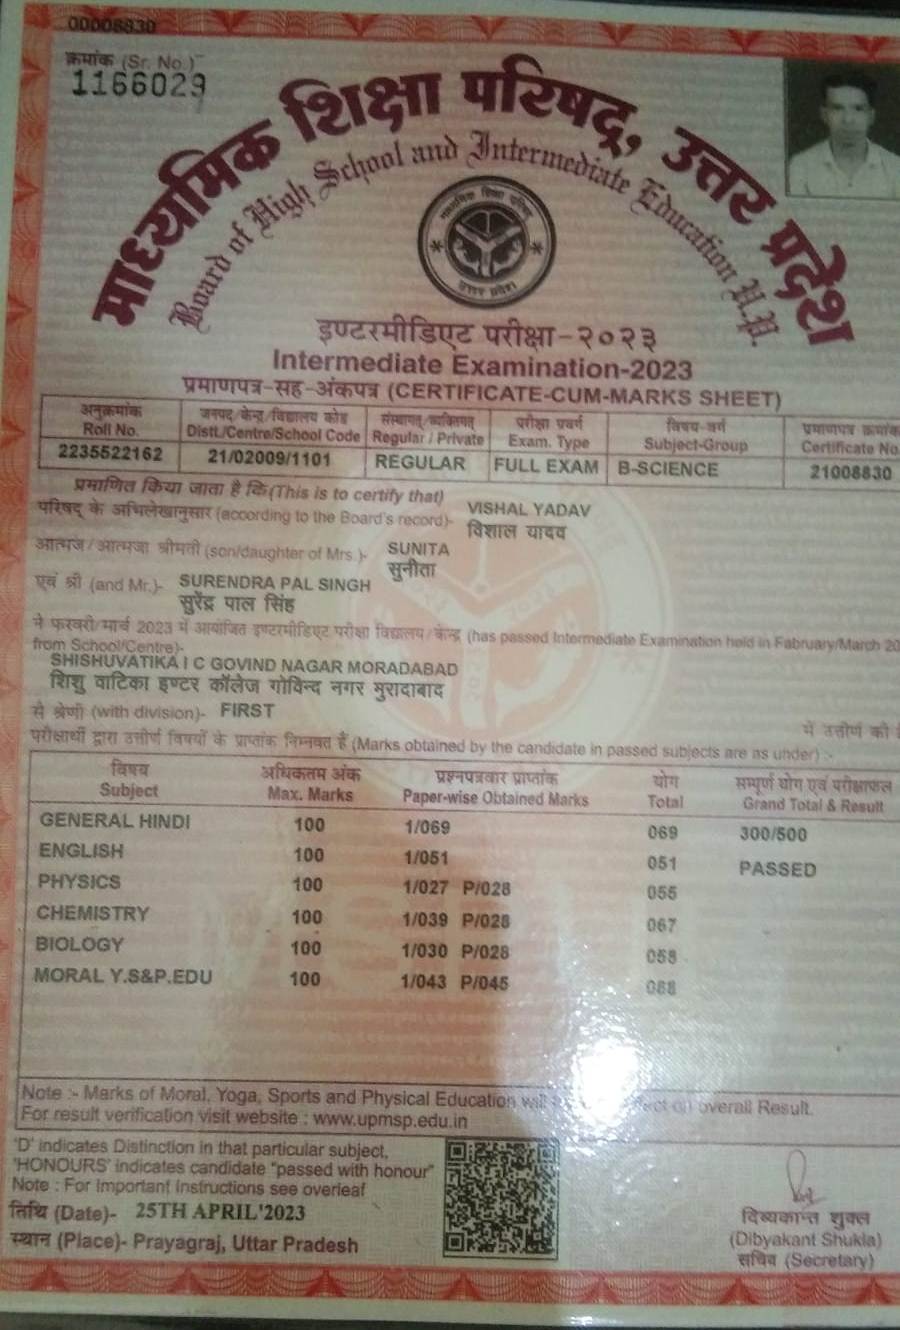 00008830
क्रमांक (Sr. No.)
1166029
माध्यमिक शिक्षा परिषद्, उत्तर प्रदेश
Board of High School and Intermediate Education U.P.
माध्यमिक शिक्षा परिषद्
उत्तर प्रदेश
इण्टरमीडिएट परीक्षा-२०२३
Intermediate Examination-2023
प्रमाणपत्र-सह-अंकपत्र (CERTIFICATE-CUM-MARKS SHEET)
अनुक्रमांक जनपद/केन्द्र/विद्यालय कोड संस्थागत/व्यक्तिगत परीक्षा प्रवर्ग विषय-वर्ग प्रमाणपत्र क्रमांक
Roll No. Distt./Centre/School Code Regular / Private Exam. Type Subject-Group Certificate No.
2235522162 21/02009/1101 REGULAR FULL EXAM B-SCIENCE 21008830
प्रमाणित किया जाता है कि(This is to certify that)
परिषद् के अभिलेखानुसार (according to the Board's record)- VISHAL YADAV
विशाल यादव
आत्मज/आत्मजा श्रीमती (son/daughter of Mrs.)- SUNITA
सुनीता
एवं श्री (and Mr.)- SURENDRA PAL SINGH
सुरेंद्र पाल सिंह
ने फरवरी/मार्च 2023 में आयोजित इण्टरमीडिएट परीक्षा विद्यालय/केन्द्र (has passed Intermediate Examination held in Fabruary/March 20
from School/Centre)-
SHISHUVATIKA I C GOVIND NAGAR MORADABAD
शिशु वाटिका इण्टर कॉलेज गोविन्द नगर मुरादाबाद
से श्रेणी (with division)- FIRST में उत्तीर्ण की
परीक्षार्थी द्वारा उत्तीर्ण विषयों के प्राप्तांक निम्नवत हैं (Marks obtained by the candidate in passed subjects are as under) :-
विषय अधिकतम अंक प्रश्नपत्रवार प्राप्तांक योग सम्पूर्ण योग एवं परीक्षाफल
Subject Max. Marks Paper-wise Obtained Marks Total Grand Total & Result
GENERAL HINDI 100 1/069 069 300/500
ENGLISH 100 1/051 051 PASSED
PHYSICS 100 1/027 P/028 055
CHEMISTRY 100 1/039 P/028 067
BIOLOGY 100 1/030 P/028 058
MORAL Y.S&P.EDU 100 1/043 P/045 088
Note :- Marks of Moral, Yoga, Sports and Physical Education will on overall Result.
For result verification visit website : www.upmsp.edu.in
'D' indicates Distinction in that particular subject,
'HONOURS' indicates candidate "passed with honour"
Note : For Important Instructions see overleaf
तिथि (Date)- 25TH APRIL'2023
स्थान (Place)- Prayagraj, Uttar Pradesh
दिव्यकान्त शुक्ल
(Dibyakant Shukla)
सचिव (Secretary)